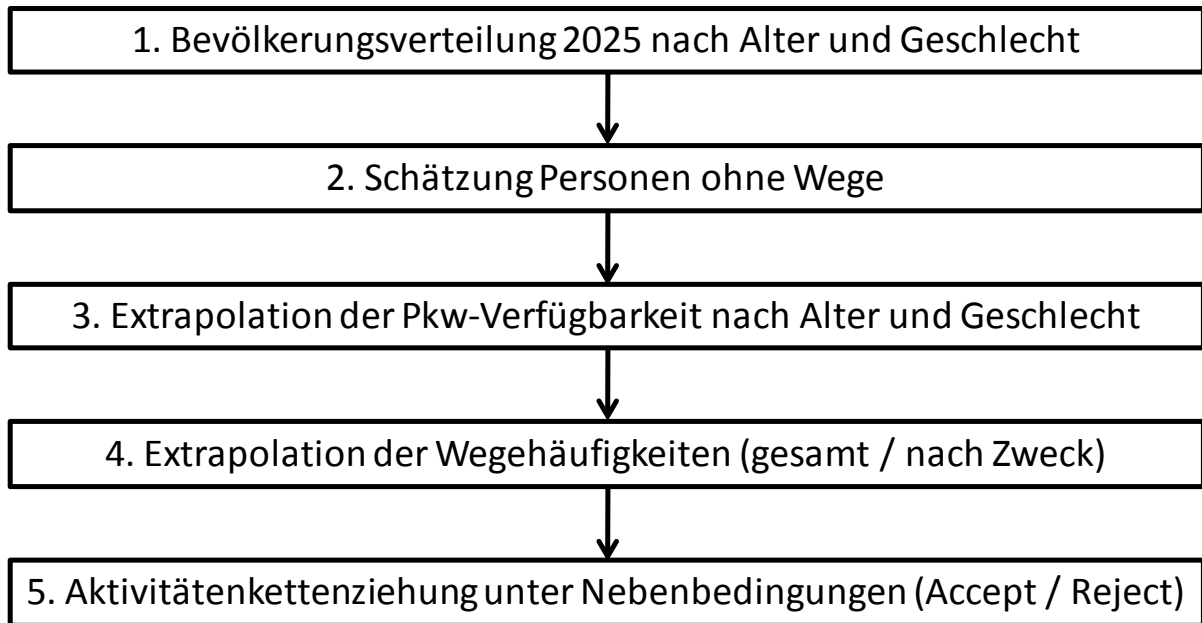 1. Bevölkerungsverteilung 2025 nach Alter und Geschlecht
2. Schätzung Personen ohne Wege
3. Extrapolation der Pkw-Verfügbarkeit nach Alter und Geschlecht
4. Extrapolation der Wegehäufigkeiten (gesamt / nach Zweck)
5. Aktivitätenkettenziehung unter Nebenbedingungen (Accept / Reject)